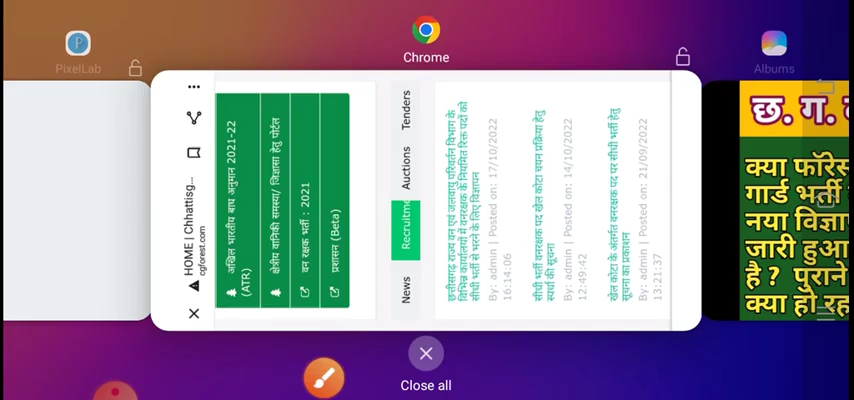 PixelLab
Chrome
Albums
HOME | Chhattisg...
cgforest.com
अखिल भारतीय बाघ अनुमान 2021-22
(ATR)
क्षेत्रीय वानिकी समस्या/ जिज्ञासा हेतु पोर्टल
वन रक्षक भर्ती : 2021
प्रशासन (Beta)
News
Recruitme
Auctions
Tenders
छत्तीसगढ़ राज्य वन एवं जलवायु परिवर्तन विभाग के
विभिन्न कार्यालयों में वनरक्षक के नियमित रिक्त पदों को
सीधी भर्ती से भरने के लिए विज्ञापन
By: admin | Posted on: 17/10/2022
16:14:06
सीधी भर्ती वनरक्षक पद खेल कोटा चयन प्रक्रिया हेतु
स्पर्धा की सूचना
By: admin | Posted on: 14/10/2022
12:49:42
खेल कोटा के अंतर्गत वनरक्षक पद पर सीधी भर्ती हेतु
सूचना का प्रकाशन
By: admin | Posted on: 21/09/2022
13:21:37
छ. ग.
क्या फॉरेस
गार्ड भर्ती
नया विज्ञा
जारी हुआ
है ? पुराने
क्या हो रह
Close all